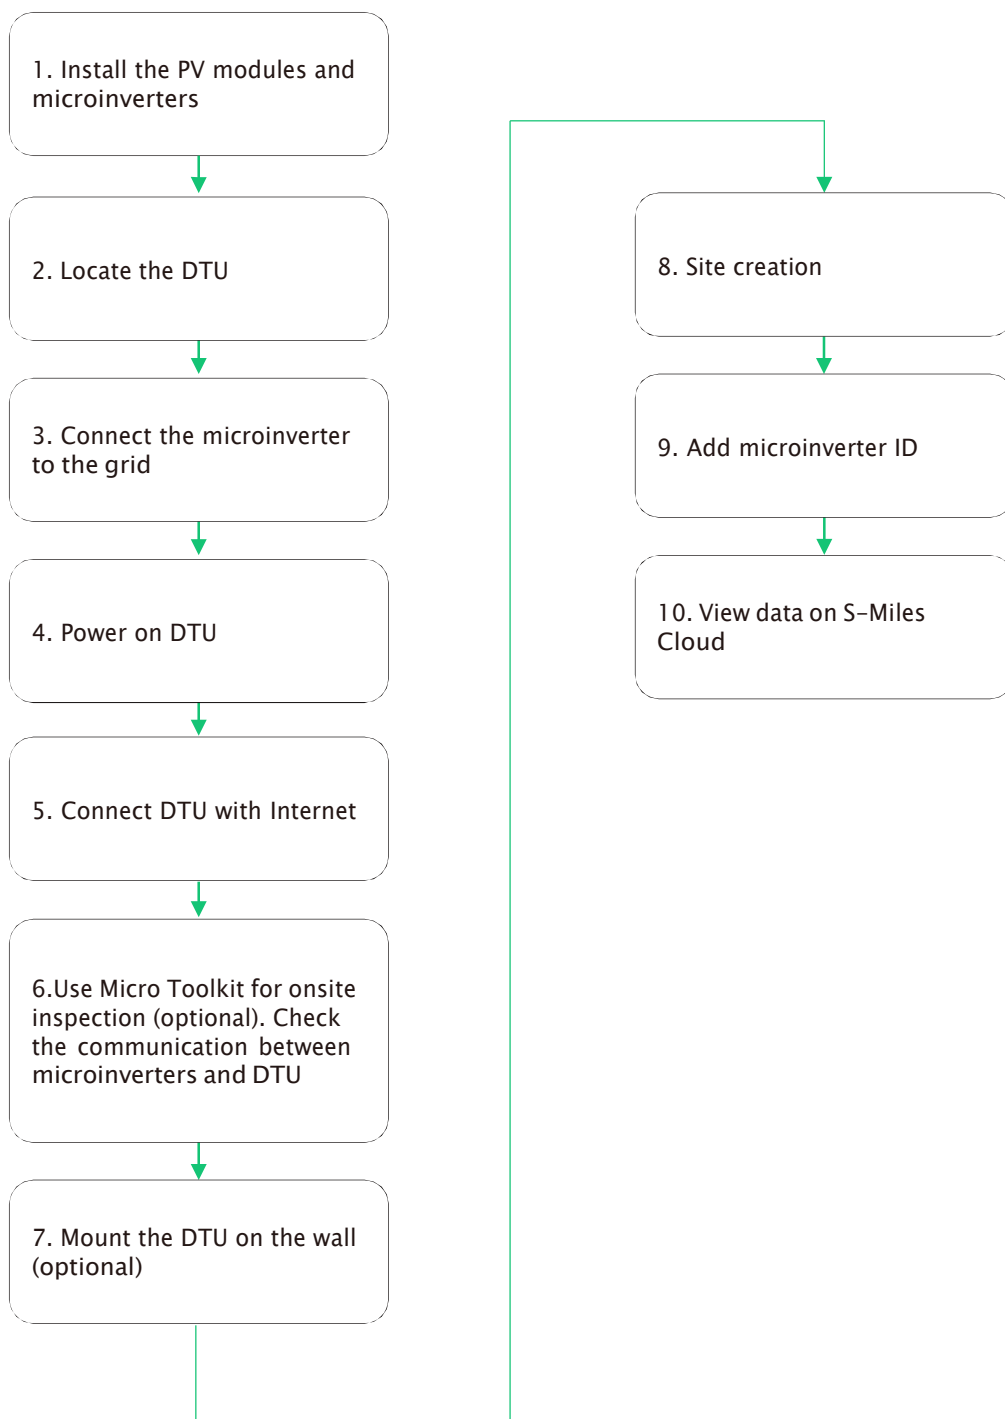 1. Install the PV modules and
microinverters
2. Locate the DTU
3. Connect the microinverter
to the grid
4. Power on DTU
5. Connect DTU with Internet
6.Use Micro Toolkit for onsite
inspection (optional). Check
the communication between
microinverters and DTU
7. Mount the DTU on the wall
(optional)
8. Site creation
9. Add microinverter ID
10. View data on S–Miles
Cloud